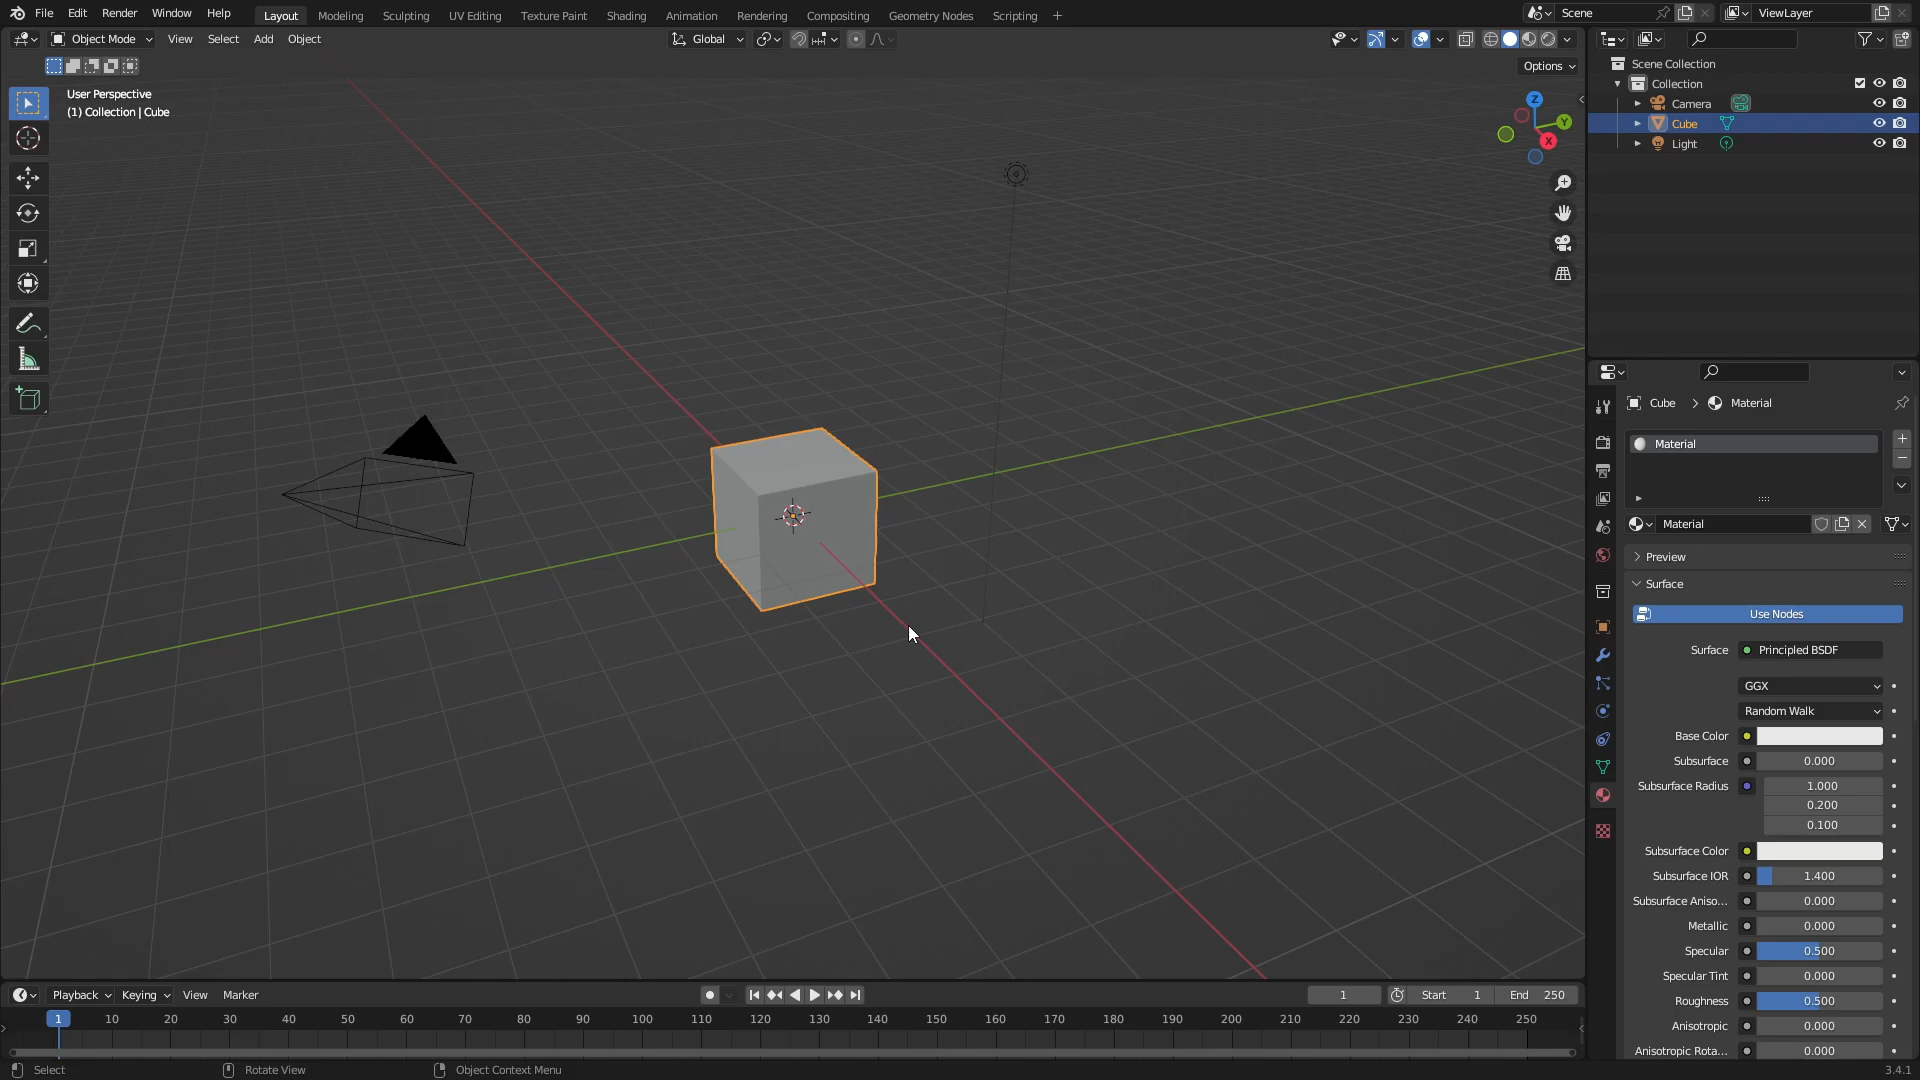 File Edit Render Window Help Layout Modeling Sculpting UV Editing Texture Paint Shading Animation Rendering Compositing Geometry Nodes Scripting + Scene ViewLayer
Object Mode View Select Add Object Global
Options
User Perspective
(1) Collection | Cube
Z
Y
X
Scene Collection
Collection
Camera
Cube
Light
Cube > Material
Material
Material
Preview
Surface
Use Nodes
Surface Principled BSDF
GGX
Random Walk
Base Color
Subsurface 0.000
Subsurface Radius 1.000
0.200
0.100
Subsurface Color
Subsurface IOR 1.400
Subsurface Aniso... 0.000
Metallic 0.000
Specular 0.500
Specular Tint 0.000
Roughness 0.500
Anisotropic 0.000
Anisotropic Rota... 0.000
Playback Keying View Marker 1 Start 1 End 250
1 10 20 30 40 50 60 70 80 90 100 110 120 130 140 150 160 170 180 190 200 210 220 230 240 250
Select Rotate View Object Context Menu 3.4.1